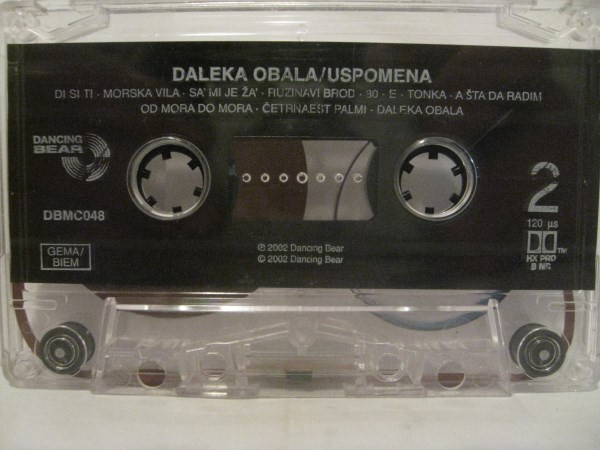 DALEKA OBALA/USPOMENA
DI SI TI · MORSKA VILA · SA' MI JE ŽA' · RUZINAVI BROD · 80 · E · TONKA · A ŠTA DA RADIM
OD MORA DO MORA · ČETRNAEST PALMI · DALEKA OBALA
DANCING
BEAR
DBMC048
GEMA/
BIEM
℗ 2002 Dancing Bear
© 2002 Dancing Bear
2
120 µs
TM
HX PRO
B NR